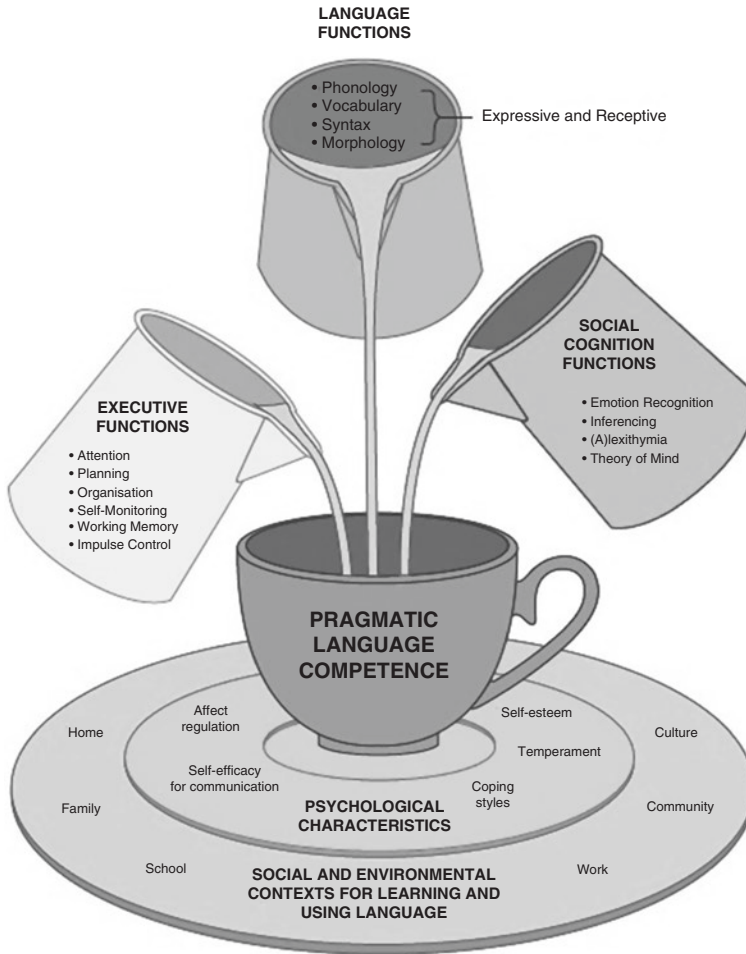 LANGUAGE
FUNCTIONS
• Phonology
• Vocabulary
• Syntax
• Morphology
Expressive and Receptive
SOCIAL
COGNITION
FUNCTIONS
• Emotion Recognition
• Inferencing
• (A)lexithymia
• Theory of Mind
EXECUTIVE
FUNCTIONS
• Attention
• Planning
• Organisation
• Self-Monitoring
• Working Memory
• Impulse Control
PRAGMATIC
LANGUAGE
COMPETENCE
Affect
regulation
Self-esteem
Home
Culture
Temperament
Self-efficacy
for communication
Coping
styles
Family
Community
PSYCHOLOGICAL
CHARACTERISTICS
School
Work
SOCIAL AND ENVIRONMENTAL
CONTEXTS FOR LEARNING AND
USING LANGUAGE